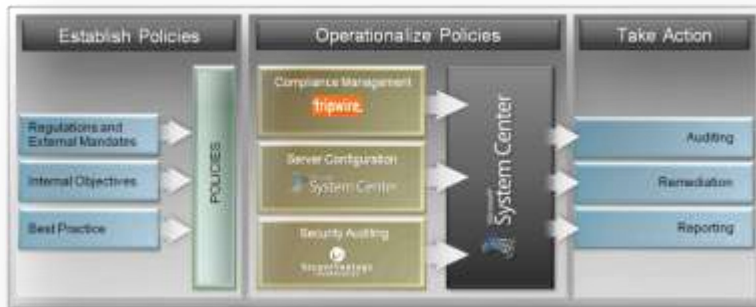 Establish Policies
Operationalize Policies
Take Action
Regulations and
External Mandates
Internal Objectives
Best Practice
POLICIES
Compliance Management
tripwire
Server Configuration
System Center
Security Auditing
System Center
Auditing
Remediation
Reporting